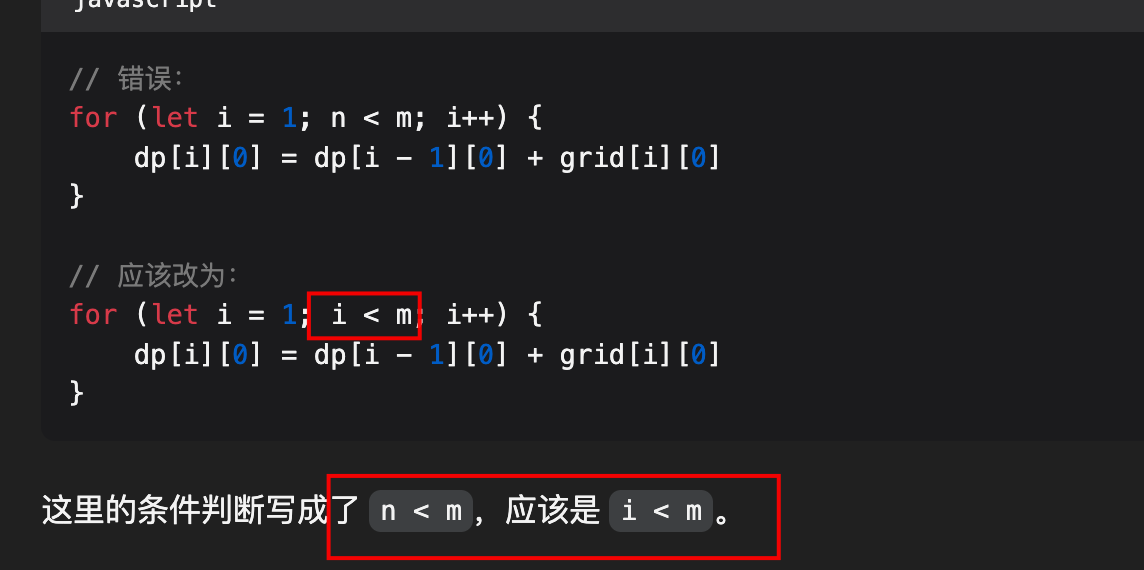 javascript
// 错误：
for (let i = 1; n < m; i++) {
    dp[i][0] = dp[i - 1][0] + grid[i][0]
}
// 应该改为：
for (let i = 1; i < m; i++) {
    dp[i][0] = dp[i - 1][0] + grid[i][0]
}
这里的条件判断写成了 n < m，应该是 i < m。